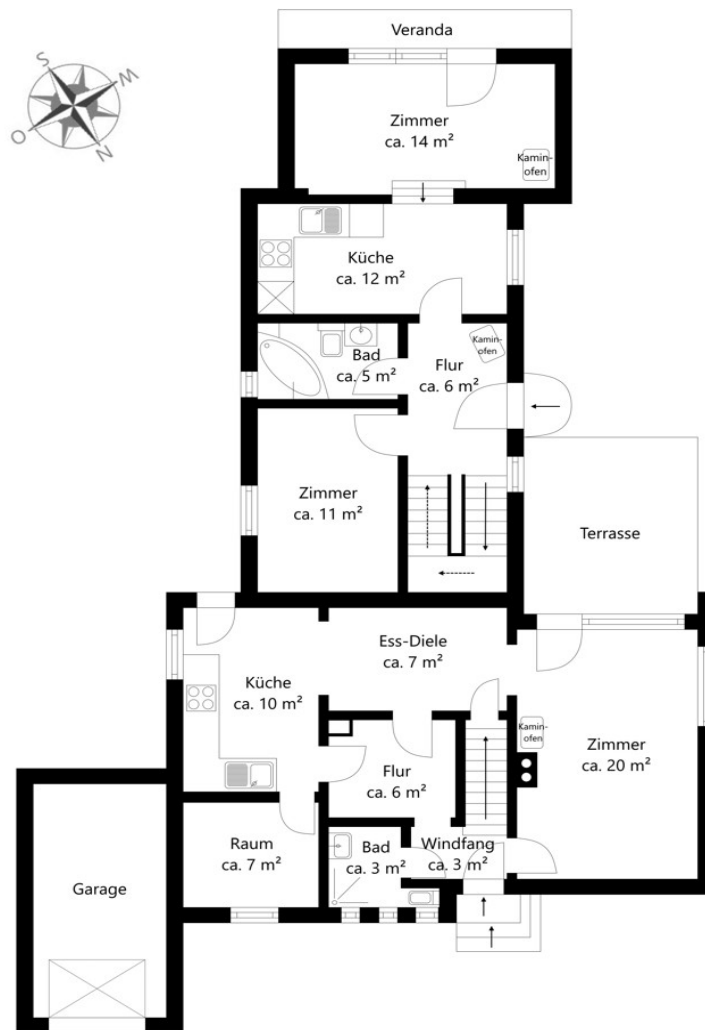 Veranda
S
W
O
N
Zimmer
ca. 14 m²
Kamin-
ofen
Küche
ca. 12 m²
Kamin-
ofen
Bad
ca. 5 m²
Flur
ca. 6 m²
Zimmer
ca. 11 m²
Terrasse
Ess-Diele
ca. 7 m²
Küche
ca. 10 m²
Kamin-
ofen
Zimmer
ca. 20 m²
Flur
ca. 6 m²
Raum
ca. 7 m²
Bad
ca. 3 m²
Windfang
ca. 3 m²
Garage